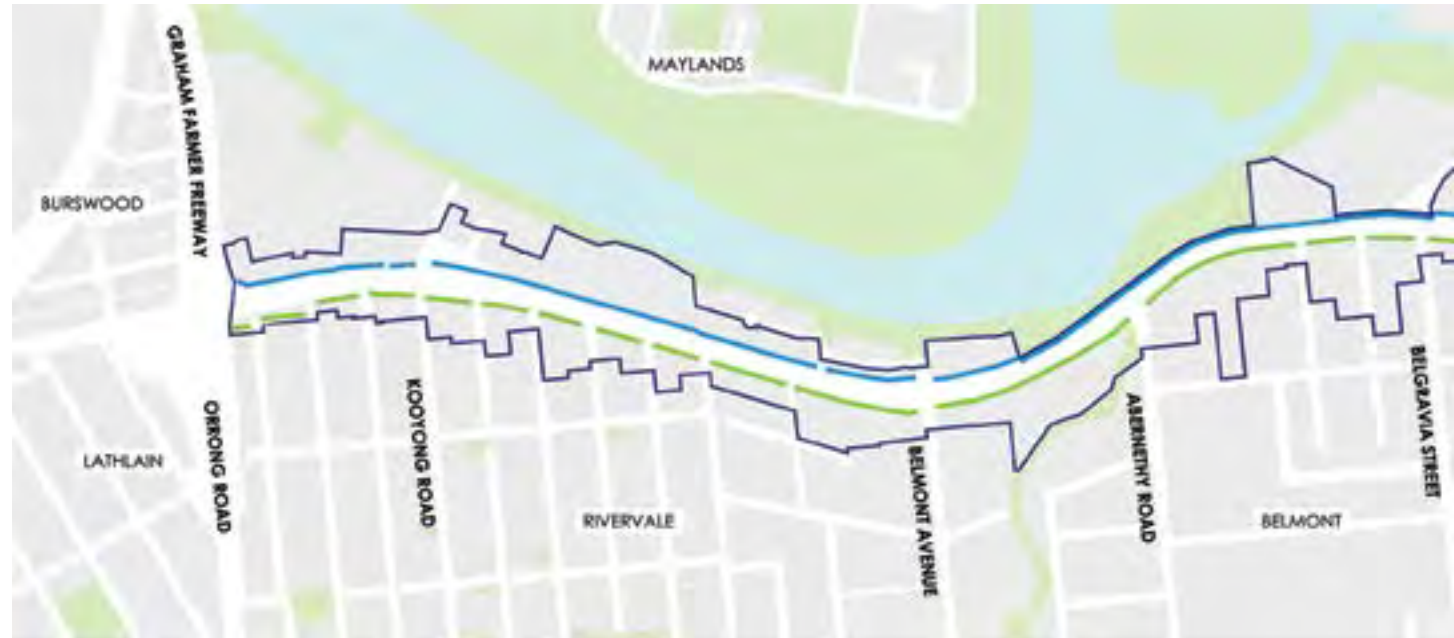 GRAHAM FARMER FREEWAY
MAYLANDS
BURSWOOD
ORRONG ROAD
KOOYONG ROAD
LATHLAIN
RIVERVALE
BELMONT AVENUE
ABERNETHY ROAD
BELGRAVIA STREET
BELMONT